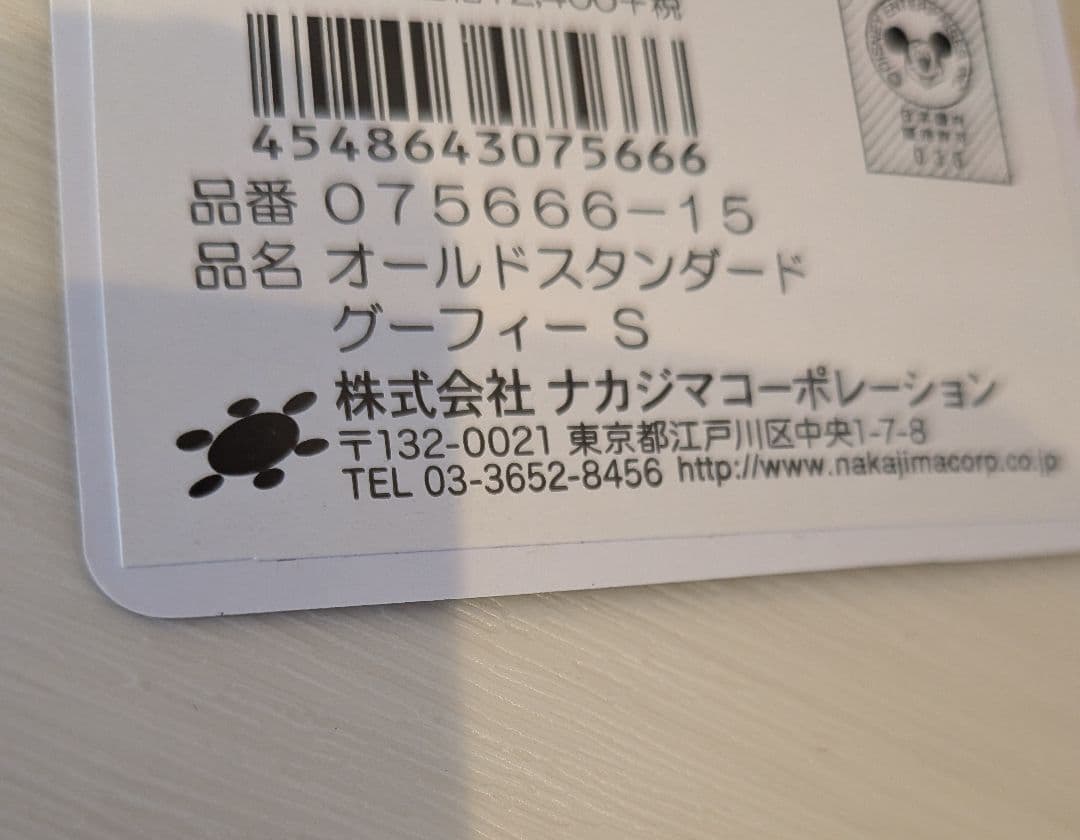 +税
4548643075666
品番 075666-15
品名 オールドスタンダード
グーフィー S
株式会社 ナカジマコーポレーション
〒132-0021 東京都江戸川区中央1-7-8
TEL 03-3652-8456 http://www.nakajimacorp.co.jp